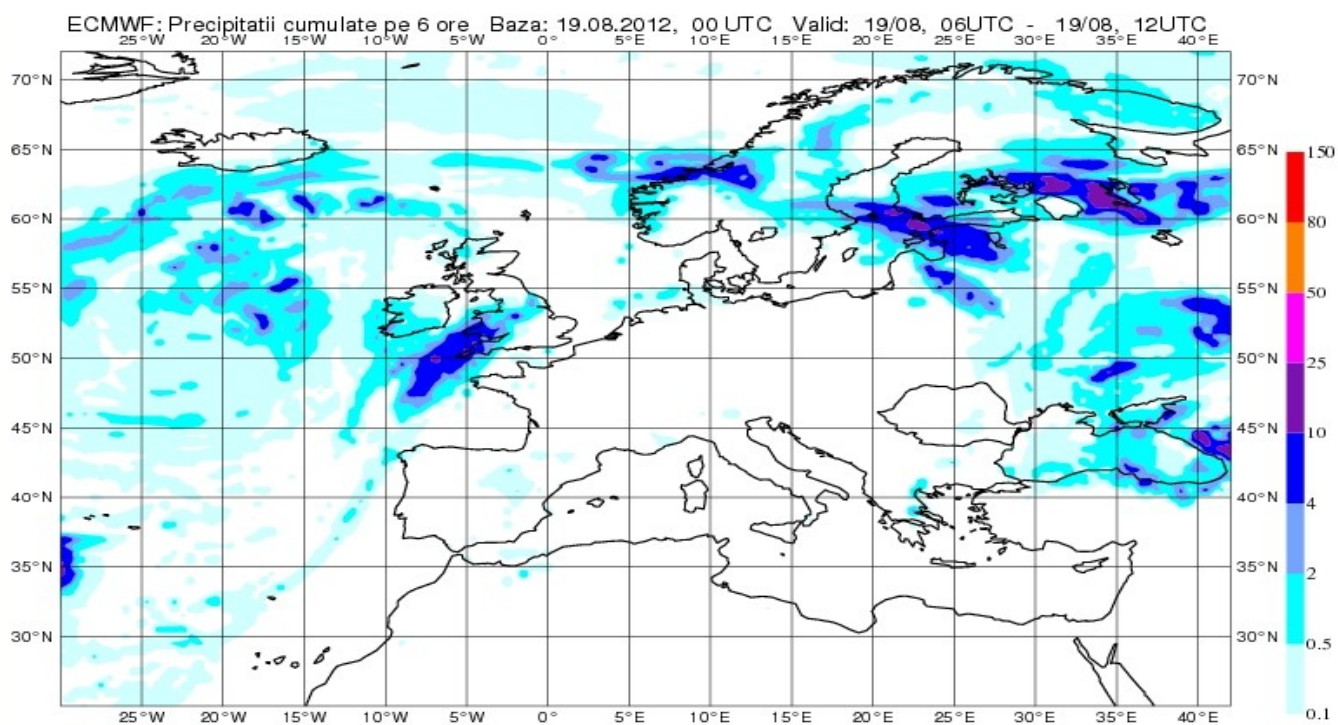 ECMWF: Precipitatii cumulate pe 6 ore Baza: 19.08.2012, 00 UTC Valid: 19/08, 06UTC - 19/08, 12UTC
25°W 20°W 15°W 10°W 5°W 0° 5°E 10°E 15°E 20°E 25°E 30°E 35°E 40°E
70°N 70°N
65°N 65°N 150
60°N 60°N 80
55°N 55°N 50
50°N 50°N 25
45°N 45°N 10
40°N 40°N 4
35°N 35°N 2
30°N 30°N 0.5
25°W 20°W 15°W 10°W 5°W 0° 5°E 10°E 15°E 20°E 25°E 30°E 35°E 40°E 0.1